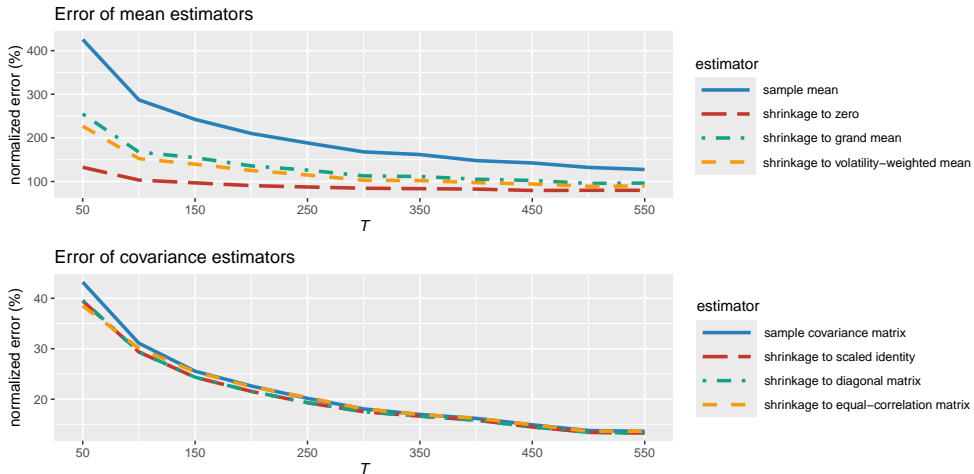 Error of mean estimators
normalized error (%)
400
300
200
100
50
150
250
350
450
550
T
estimator
sample mean
shrinkage to zero
shrinkage to grand mean
shrinkage to volatility−weighted mean
Error of covariance estimators
normalized error (%)
40
30
20
50
150
250
350
450
550
T
estimator
sample covariance matrix
shrinkage to scaled identity
shrinkage to diagonal matrix
shrinkage to equal−correlation matrix